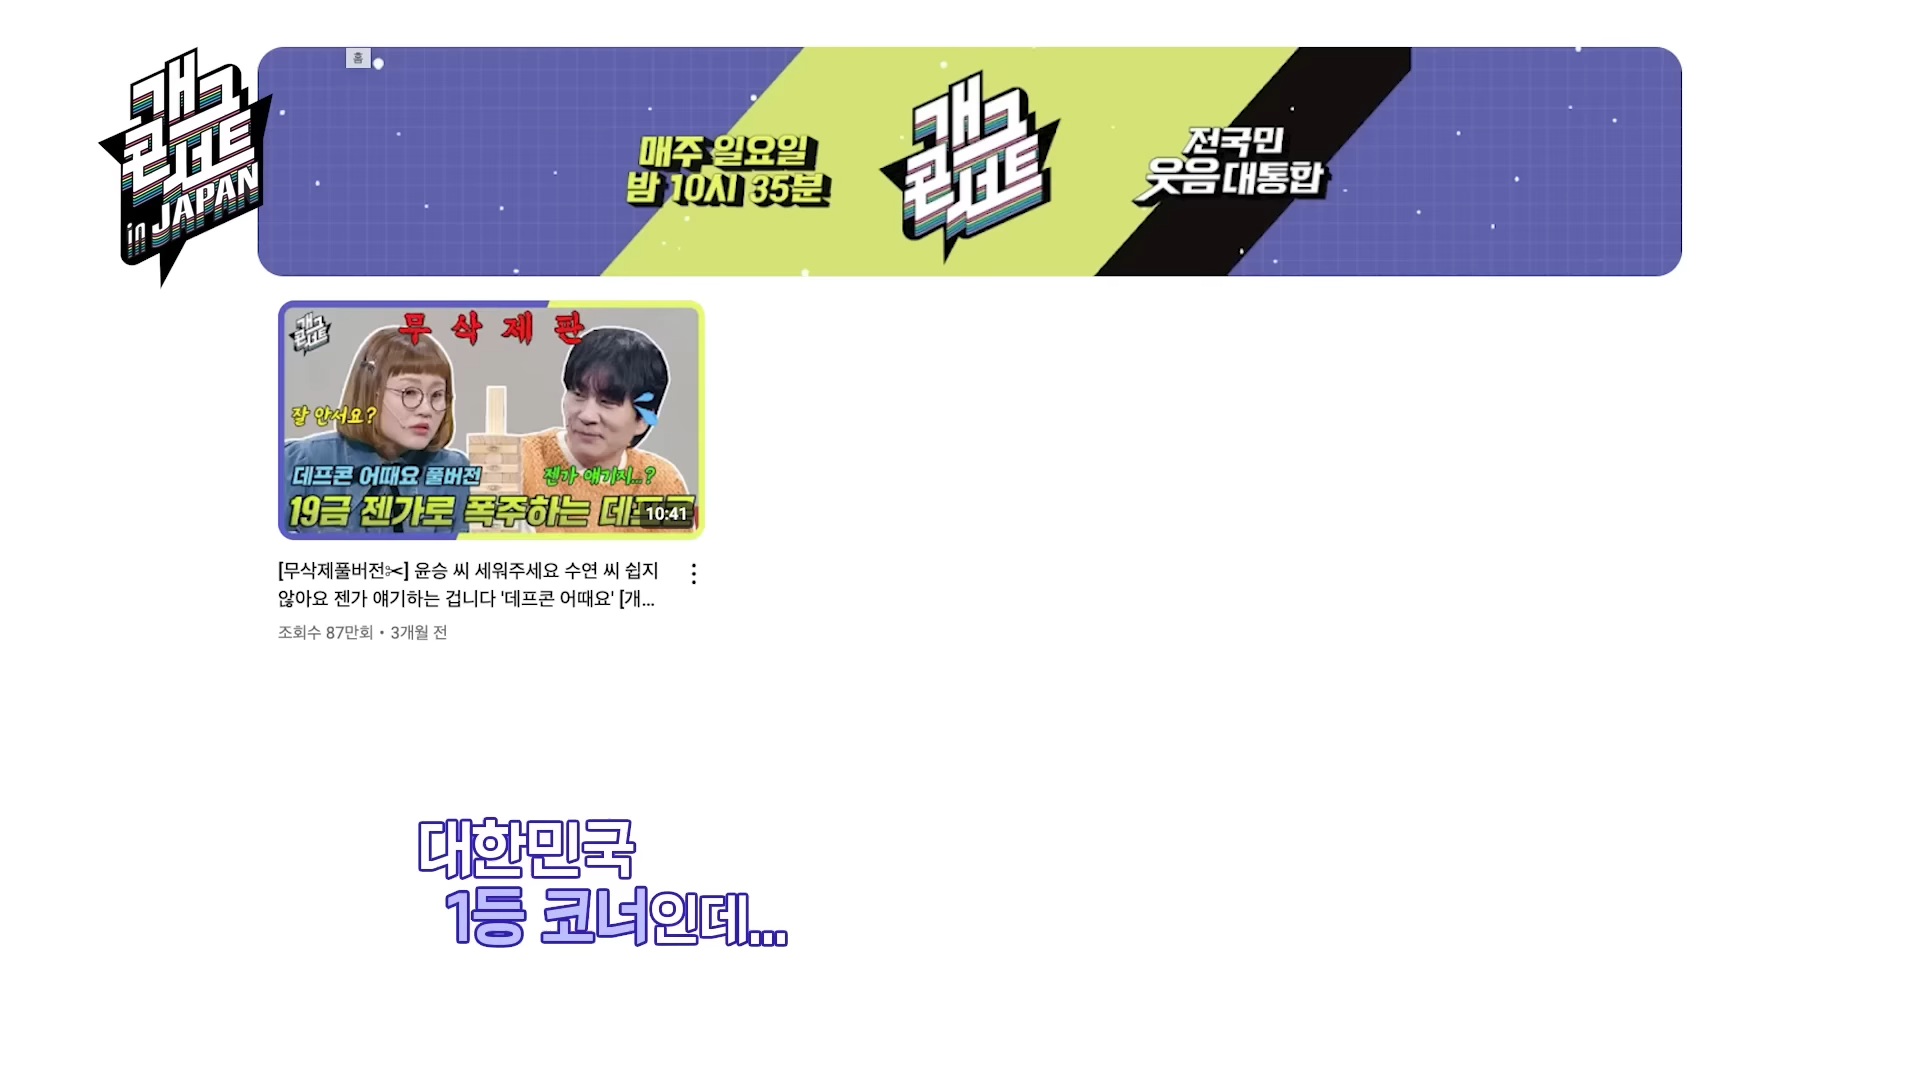 개그
콘서트
in JAPAN
홈
매주 일요일
밤 10시 35분
개그
콘서트
전국민
웃음대통합
개그
콘서트
무삭제판
잘 안서요?
데프콘 어때요 풀버전
젠가 얘기지...?
19금 젠가로 폭주하는 데프콘
10:41
[무삭제풀버전✂] 윤승 씨 세워주세요 수연 씨 쉽지
않아요 젠가 얘기하는 겁니다 '데프콘 어때요' [개...
조회수 87만회 • 3개월 전
대한민국
1등 코너인데...